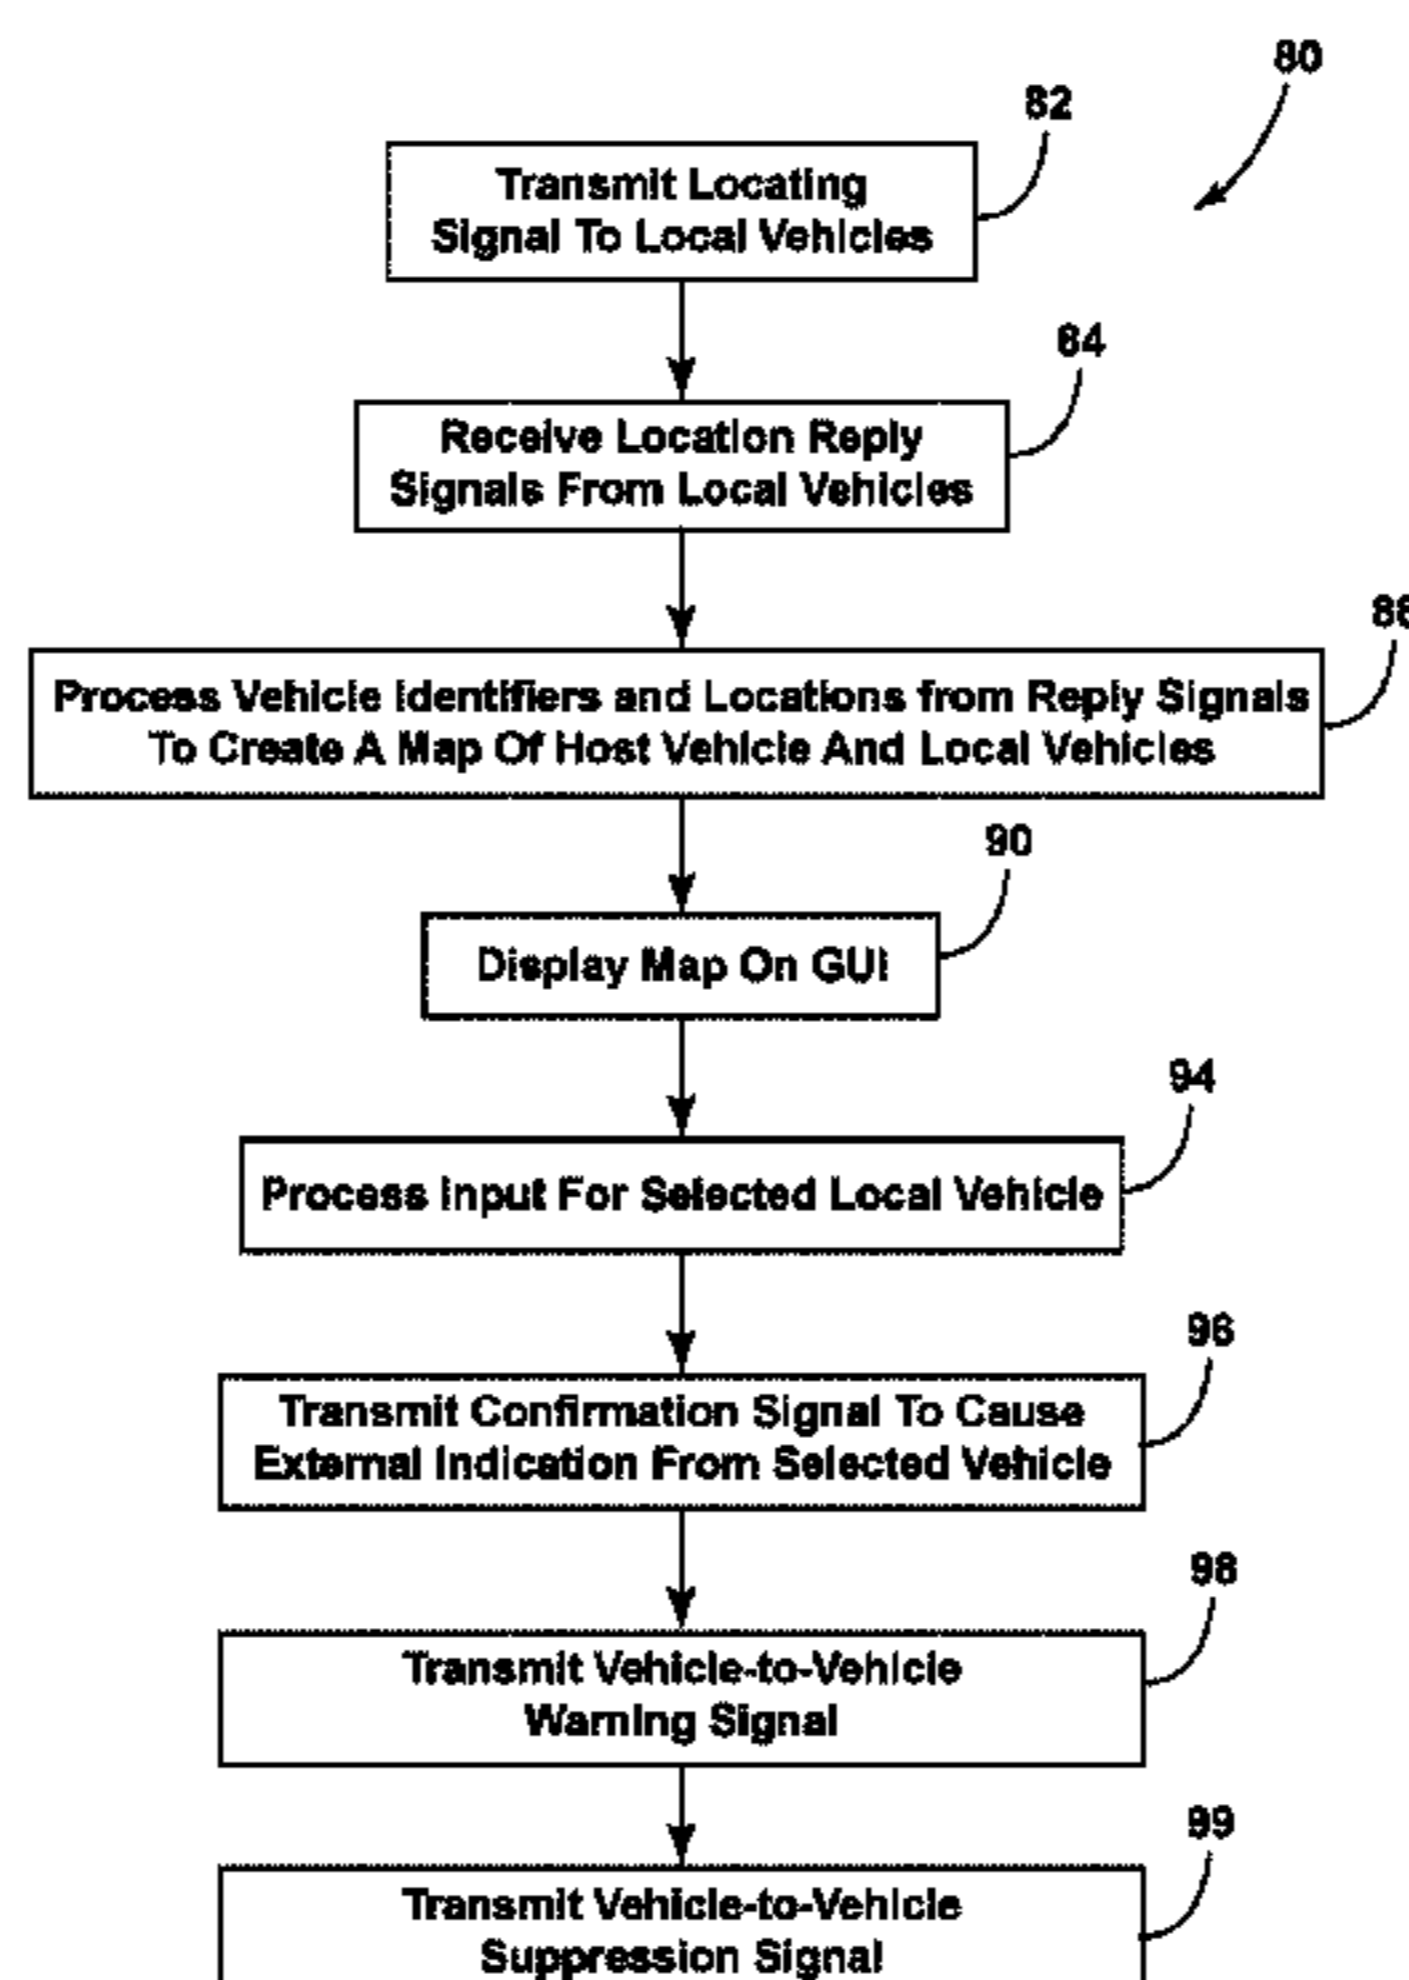 80
82
Transmit Locating
Signal To Local Vehicles
84
Receive Location Reply
Signals From Local Vehicles
Process Vehicle Identifiers and Locations from Reply Signals
To Create A Map Of Host Vehicle And Local Vehicles
90
Display Map On GUI
94
Process Input For Selected Local Vehicle
96
Transmit Confirmation Signal To Cause
External Indication From Selected Vehicle
98
Transmit Vehicle-to-Vehicle
Warning Signal
99
Transmit Vehicle-to-Vehicle
Suppression Signal